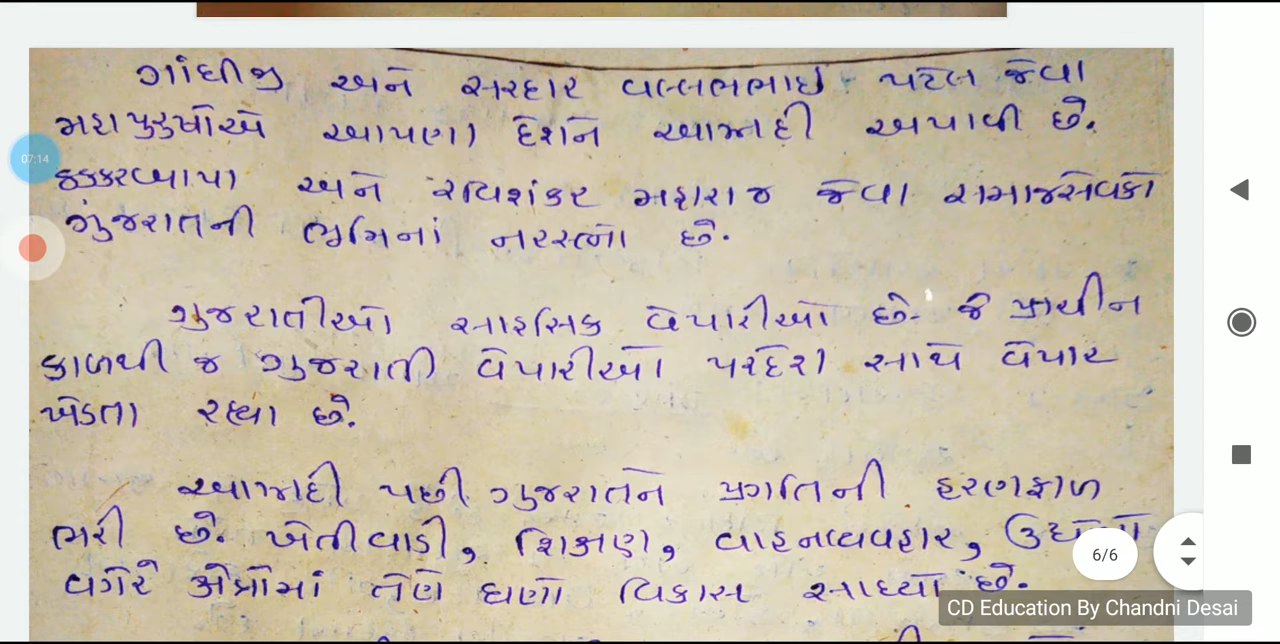 ગાંધીજી અને સરદાર વલ્લભભાઇ પટેલ જેવા
મહાપુરુષોએ આપણા દેશને આઝાદી અપાવી છે.
07:14
ઠક્કરબાપા અને રવિશંકર મહારાજ જેવા સમાજસેવકો
ગુજરાતની ભૂમિનાં નરરત્નો છે.
ગુજરાતીઓ સાહસિક વેપારીઓ છે. જે પ્રાચીન
કાળથી જ ગુજરાતી વેપારીઓ પરદેશ સાથે વેપાર
ખેડતા રહ્યા છે.
આઝાદી પછી ગુજરાતને પ્રગતિની હરણફાળ
ભરી છે. ખેતીવાડી, શિક્ષણ, વાહનવ્યવહાર,
6/6
વગેરે ક્ષેત્રોમાં તેણે ઘણો વિકાસ સાધ્યો છે.
CD Education By Chandni Desai